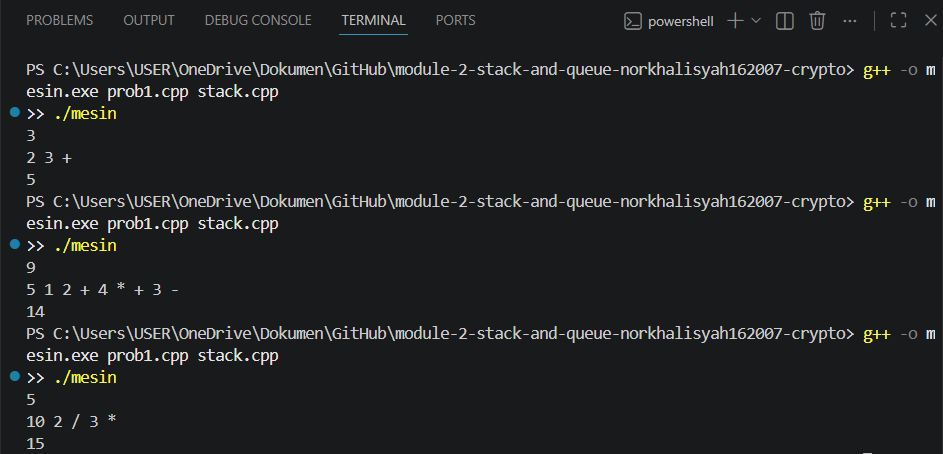 PROBLEMS OUTPUT DEBUG CONSOLE TERMINAL PORTS powershell
PS C:\Users\USER\OneDrive\Dokumen\GitHub\module-2-stack-and-queue-norkhalisyah162007-crypto> g++ -o m
esin.exe prob1.cpp stack.cpp
>> ./mesin
3
2 3 +
5
PS C:\Users\USER\OneDrive\Dokumen\GitHub\module-2-stack-and-queue-norkhalisyah162007-crypto> g++ -o m
esin.exe prob1.cpp stack.cpp
>> ./mesin
9
5 1 2 + 4 * + 3 -
14
PS C:\Users\USER\OneDrive\Dokumen\GitHub\module-2-stack-and-queue-norkhalisyah162007-crypto> g++ -o m
esin.exe prob1.cpp stack.cpp
>> ./mesin
5
10 2 / 3 *
15